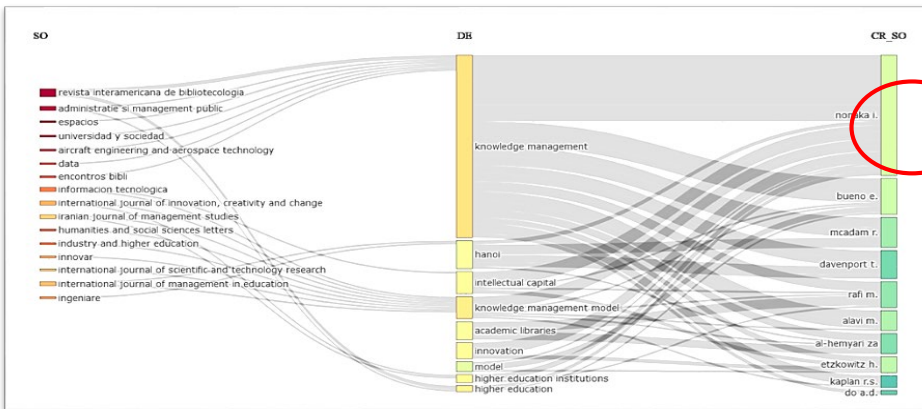 SO
DE
CR_SO
revista interamericana de bibliotecologia
administratie si management public
espacios
universidad y sociedad
aircraft engineering and aerospace technology
data
encontros bibli
informacion tecnologica
international journal of innovation, creativity and change
iranian journal of management studies
humanities and social sciences letters
industry and higher education
innovar
international journal of scientific and technology research
international journal of management in education
ingeniare
knowledge management
hanoi
intellectual capital
knowledge management model
academic libraries
innovation
model
higher education institutions
higher education
nonaka i.
bueno e.
mcadam r.
davenport t.
rafi m.
alavi m.
al-hemyari za
etzkowitz h.
kaplan r.s.
do a.d.